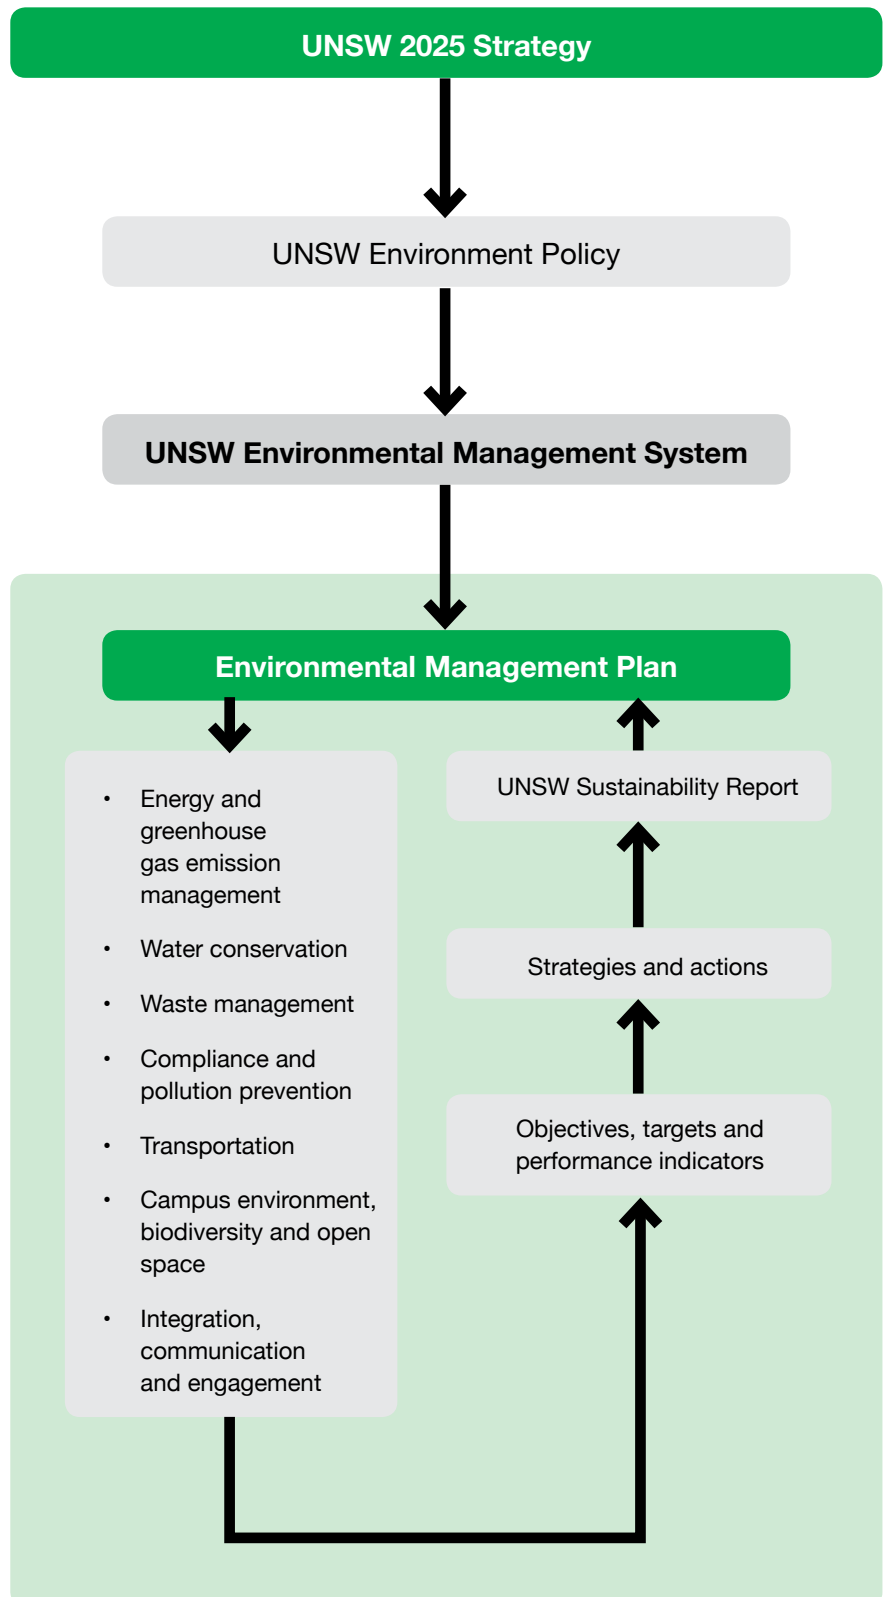 UNSW 2025 Strategy
UNSW Environment Policy
UNSW Environmental Management System
Environmental Management Plan
• Energy and
greenhouse
gas emission
management
• Water conservation
• Waste management
• Compliance and
pollution prevention
• Transportation
• Campus environment,
biodiversity and open
space
• Integration,
communication
and engagement
UNSW Sustainability Report
Strategies and actions
Objectives, targets and
performance indicators